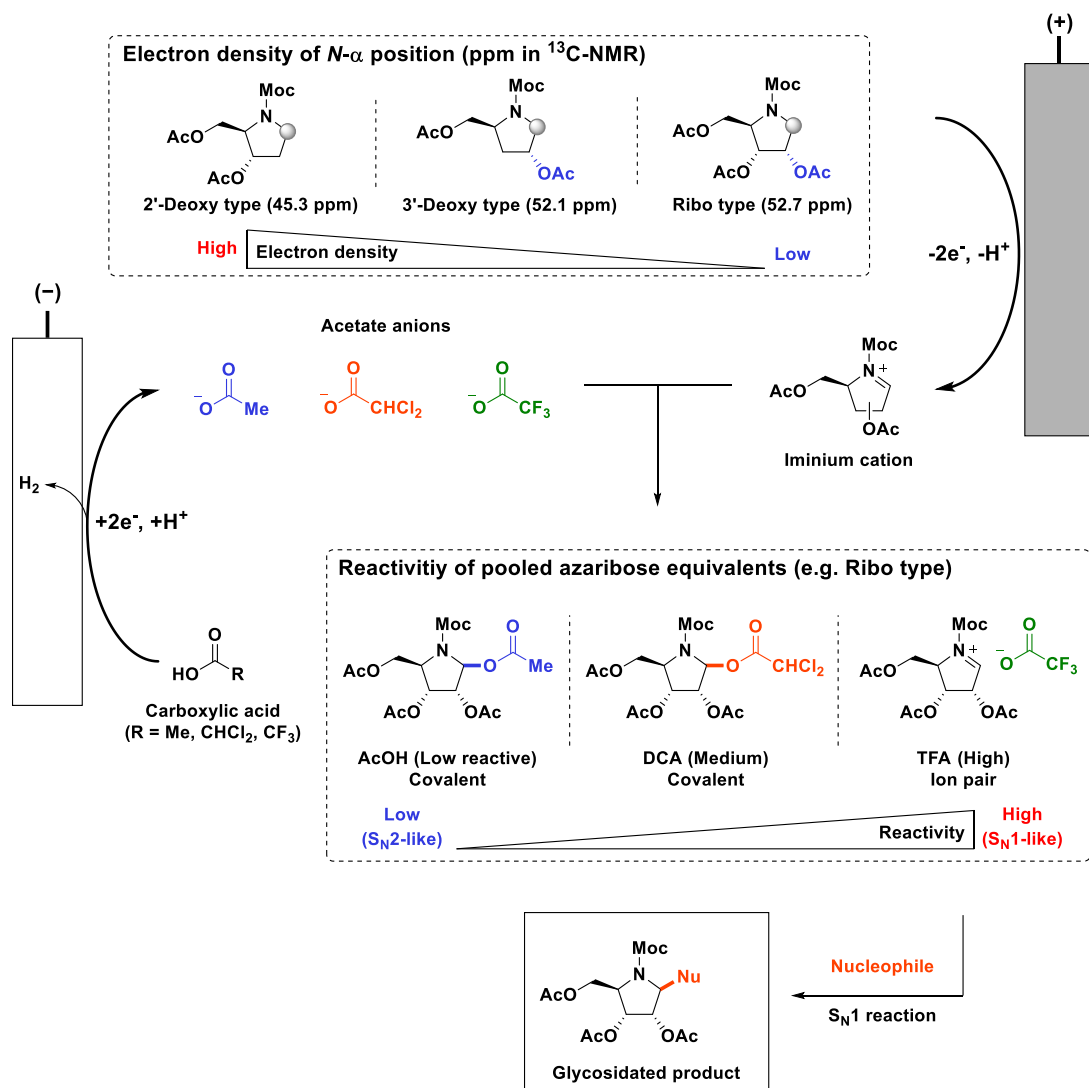 (+)
Electron density of N-α position (ppm in ¹³C-NMR)
Moc
N
AcO
AcO
2'-Deoxy type (45.3 ppm)
Moc
N
AcO
OAc
3'-Deoxy type (52.1 ppm)
Moc
N
AcO
AcO
OAc
Ribo type (52.7 ppm)
High
Electron density
Low
-2e⁻, -H⁺
(−)
Acetate anions
O
⁻O
Me
O
⁻O
CHCl₂
O
⁻O
CF₃
Moc
N
+
AcO
OAc
Iminium cation
H₂
+2e⁻, +H⁺
O
HO
R
Carboxylic acid
(R = Me, CHCl₂, CF₃)
Reactivitiy of pooled azaribose equivalents (e.g. Ribo type)
Moc
N
O
O
Me
AcO
AcO
OAc
AcOH (Low reactive)
Covalent
Moc
N
O
O
CHCl₂
AcO
AcO
OAc
DCA (Medium)
Covalent
Moc
N
+
O
⁻O
CF₃
AcO
AcO
OAc
TFA (High)
Ion pair
Low
(Sₙ2-like)
Reactivity
High
(Sₙ1-like)
Moc
N
Nu
AcO
AcO
OAc
Glycosidated product
Nucleophile
Sₙ1 reaction